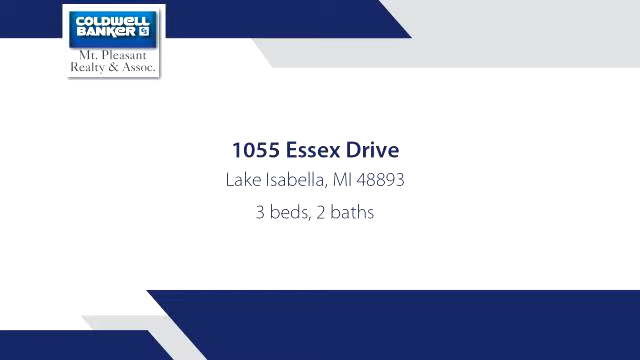 COLDWELL
BANKER
Mt. Pleasant
Realty & Assoc.
1055 Essex Drive
Lake Isabella, MI 48893
3 beds, 2 baths